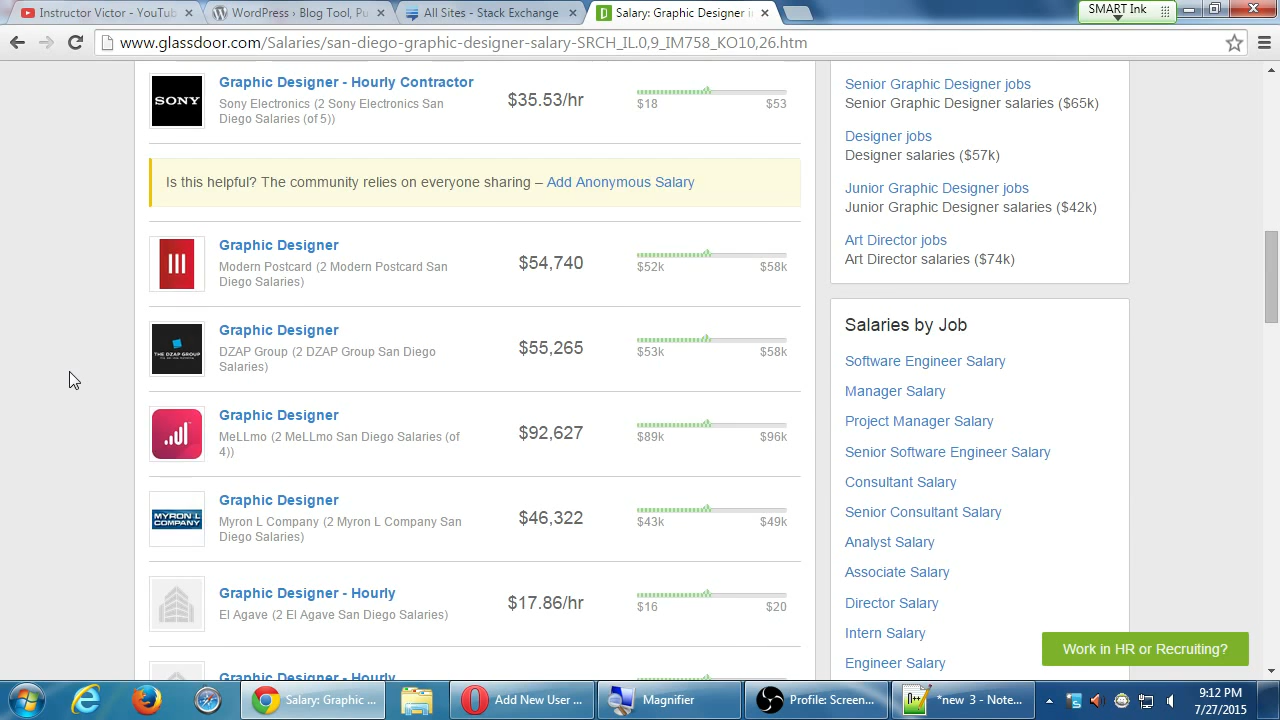 Instructor Victor - YouTub
WordPress › Blog Tool, Pu
All Sites - Stack Exchange
Salary: Graphic Designer i
SMART Ink
www.glassdoor.com/Salaries/san-diego-graphic-designer-salary-SRCH_IL.0,9_IM758_KO10,26.htm
SONY
Graphic Designer - Hourly Contractor
Sony Electronics (2 Sony Electronics San
Diego Salaries (of 5))
$35.53/hr
$18
$53
Is this helpful? The community relies on everyone sharing – Add Anonymous Salary
Graphic Designer
Modern Postcard (2 Modern Postcard San
Diego Salaries)
$54,740
$52k
$58k
THE DZAP GROUP
Graphic Designer
DZAP Group (2 DZAP Group San Diego
Salaries)
$55,265
$53k
$58k
Graphic Designer
MeLLmo (2 MeLLmo San Diego Salaries (of
4))
$92,627
$89k
$96k
MYRON L
COMPANY
Graphic Designer
Myron L Company (2 Myron L Company San
Diego Salaries)
$46,322
$43k
$49k
Graphic Designer - Hourly
El Agave (2 El Agave San Diego Salaries)
$17.86/hr
$16
$20
Graphic Designer - Hourly
Senior Graphic Designer jobs
Senior Graphic Designer salaries ($65k)
Designer jobs
Designer salaries ($57k)
Junior Graphic Designer jobs
Junior Graphic Designer salaries ($42k)
Art Director jobs
Art Director salaries ($74k)
Salaries by Job
Software Engineer Salary
Manager Salary
Project Manager Salary
Senior Software Engineer Salary
Consultant Salary
Senior Consultant Salary
Analyst Salary
Associate Salary
Director Salary
Intern Salary
Engineer Salary
Work in HR or Recruiting?
Salary: Graphic ...
Add New User ...
Magnifier
Profile: Screen...
*new 3 - Note...
9:12 PM
7/27/2015